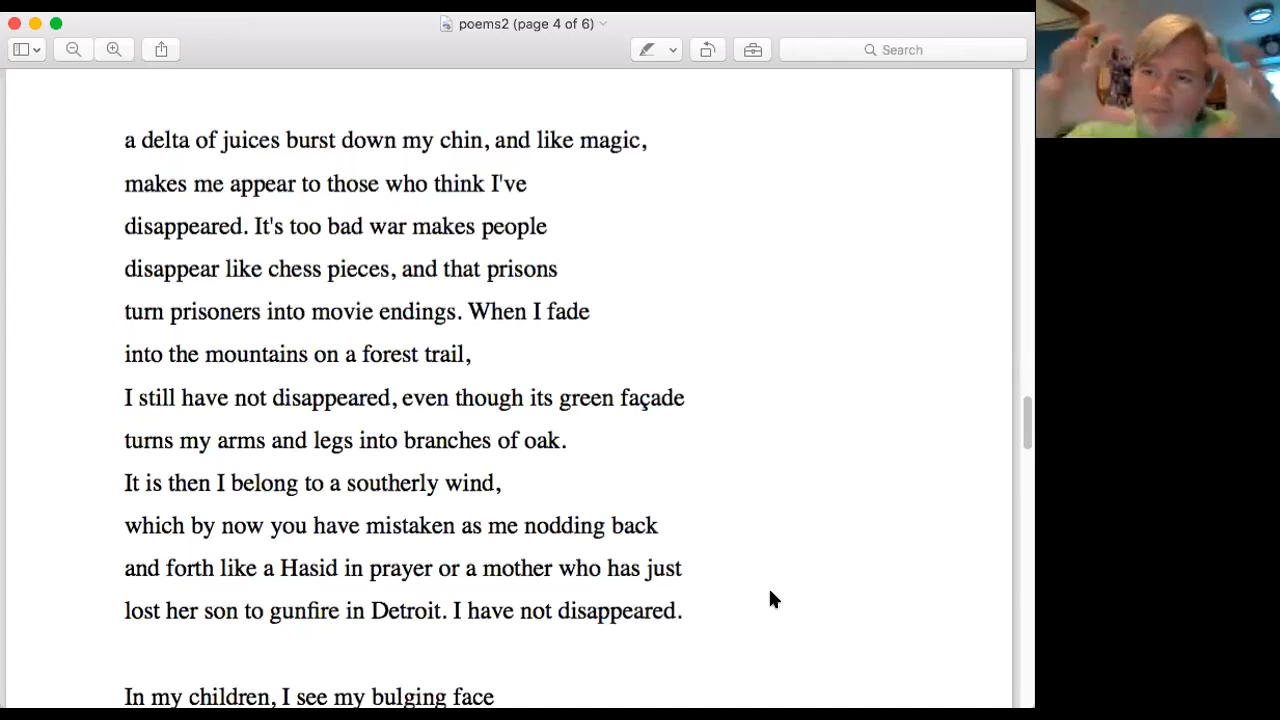 poems2 (page 4 of 6)
Search
a delta of juices burst down my chin, and like magic,
makes me appear to those who think I've
disappeared. It's too bad war makes people
disappear like chess pieces, and that prisons
turn prisoners into movie endings. When I fade
into the mountains on a forest trail,
I still have not disappeared, even though its green façade
turns my arms and legs into branches of oak.
It is then I belong to a southerly wind,
which by now you have mistaken as me nodding back
and forth like a Hasid in prayer or a mother who has just
lost her son to gunfire in Detroit. I have not disappeared.
In my children, I see my bulging face